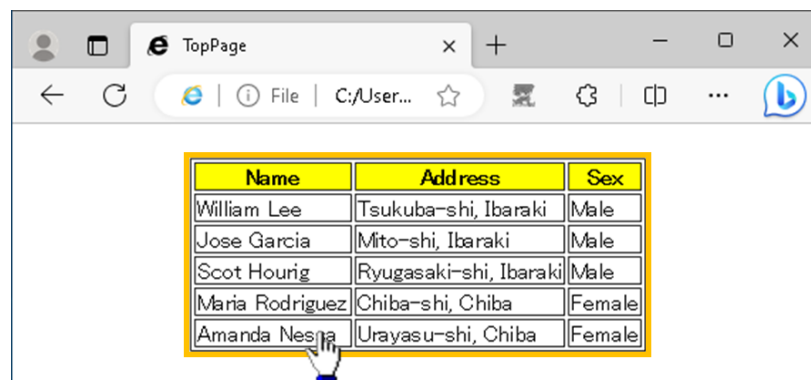 TopPage
File C:/User...
Name Address Sex
William Lee Tsukuba-shi, Ibaraki Male
Jose Garcia Mito-shi, Ibaraki Male
Scot Hourig Ryugasaki-shi, Ibaraki Male
Maria Rodriguez Chiba-shi, Chiba Female
Amanda Urayasu-shi, Chiba Female